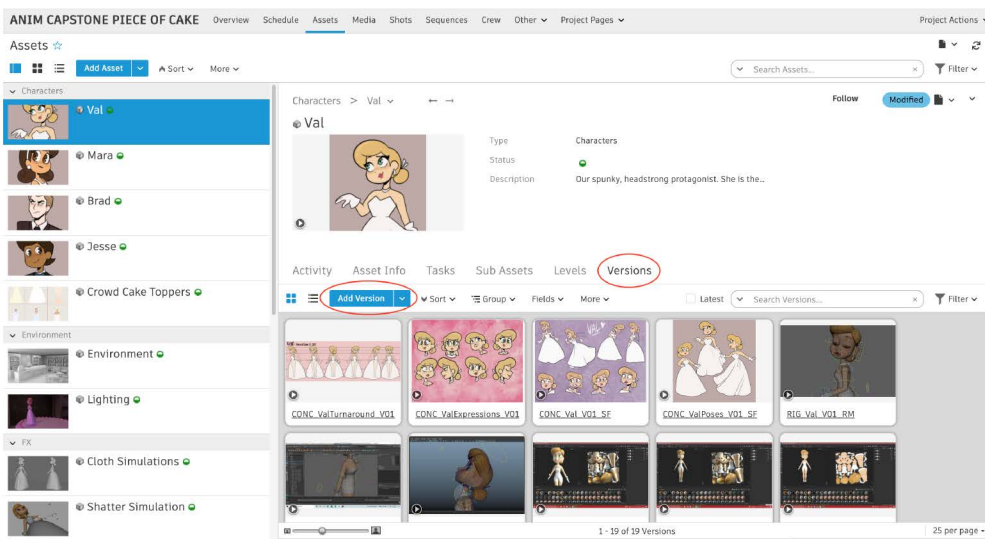 ANIM CAPSTONE PIECE OF CAKE Overview Schedule Assets Media Shots Sequences Crew Other Project Pages Project Actions
Assets
Add Asset Sort More Search Assets... Filter
Characters
Val
Mara
Brad
Jesse
Crowd Cake Toppers
Environment
Environment
Lighting
FX
Cloth Simulations
Shatter Simulation
Characters > Val Follow Modified
Val
Type Characters
Status
Description Our spunky, headstrong protagonist. She is the...
Activity Asset Info Tasks Sub Assets Levels Versions
Add Version Sort Group Fields More Latest Search Versions... Filter
CONC_ValTurnaround_V01 CONC_ValExpressions_V01 CONC_Val_V01_SF CONC_ValPoses_V01_SF RIG_Val_V01_RM
1 - 19 of 19 Versions 25 per page